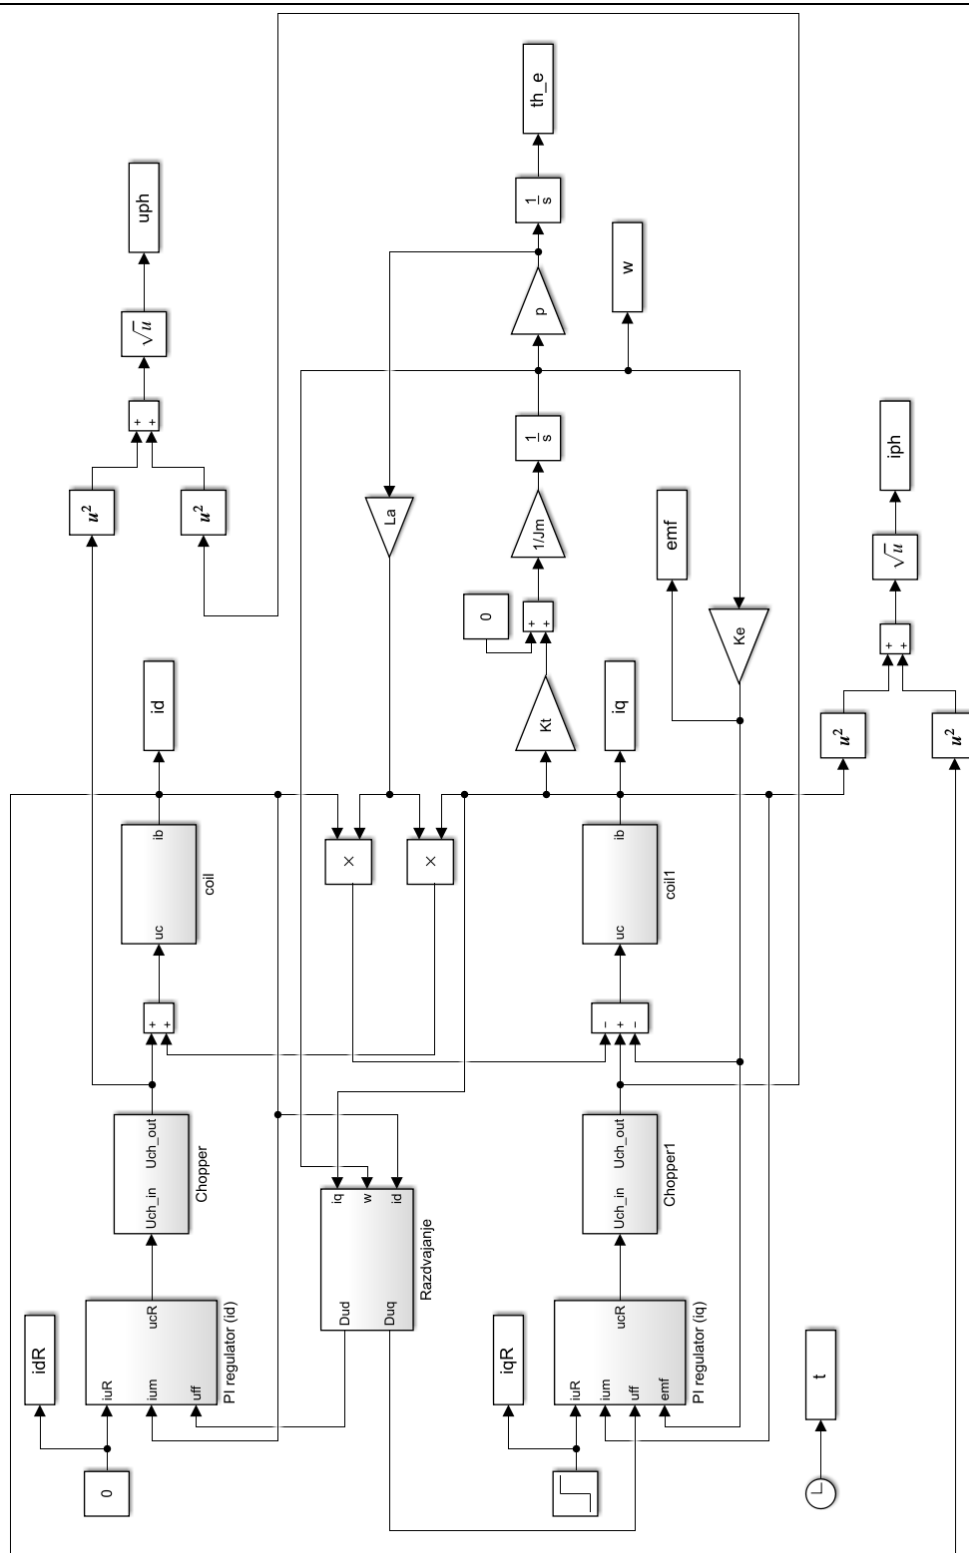 0
idR
iuR
ium
uff
ucR
PI regulator (id)
Uch_in
Uch_out
Chopper
+
+
uc
ib
coil
id
u²
u²
+
+
√u
uph
Dud
Duq
iq
w
id
Razdvajanje
×
×
La
iqR
iuR
ium
uff
emf
ucR
PI regulator (iq)
Uch_in
Uch_out
Chopper1
−
+
−
uc
ib
coil1
iq
Kt
0
+
+
1/Jm
1
s
p
1
s
th_e
w
emf
Ke
t
u²
u²
+
+
√u
iph